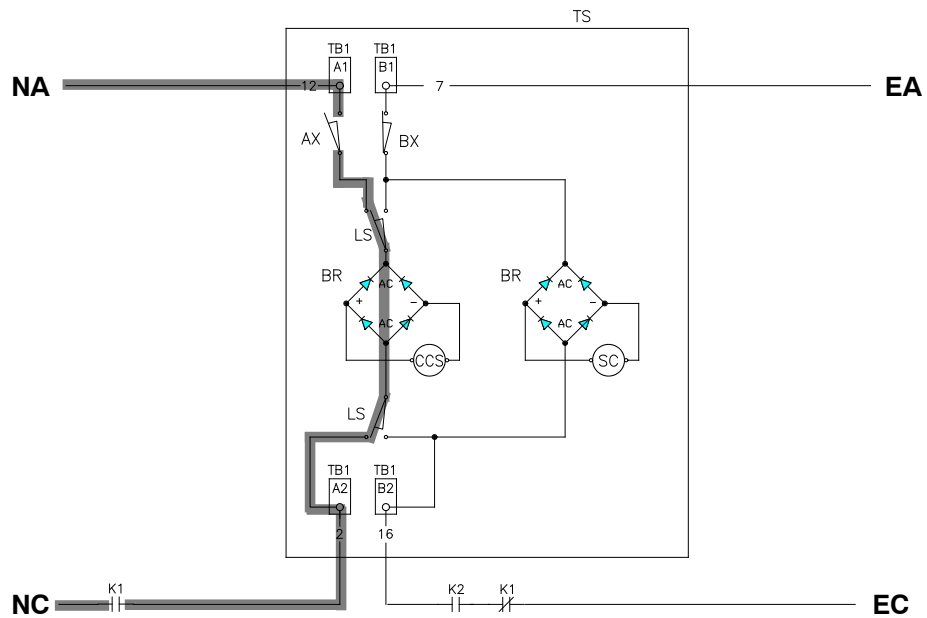 TS
TB1 TB1
A1 B1
NA 12 7 EA
AX BX
LS
BR AC BR AC
+ - + -
AC AC
CCS SC
LS
TB1 TB1
A2 B2
2 16
K1 K2 K1
NC EC